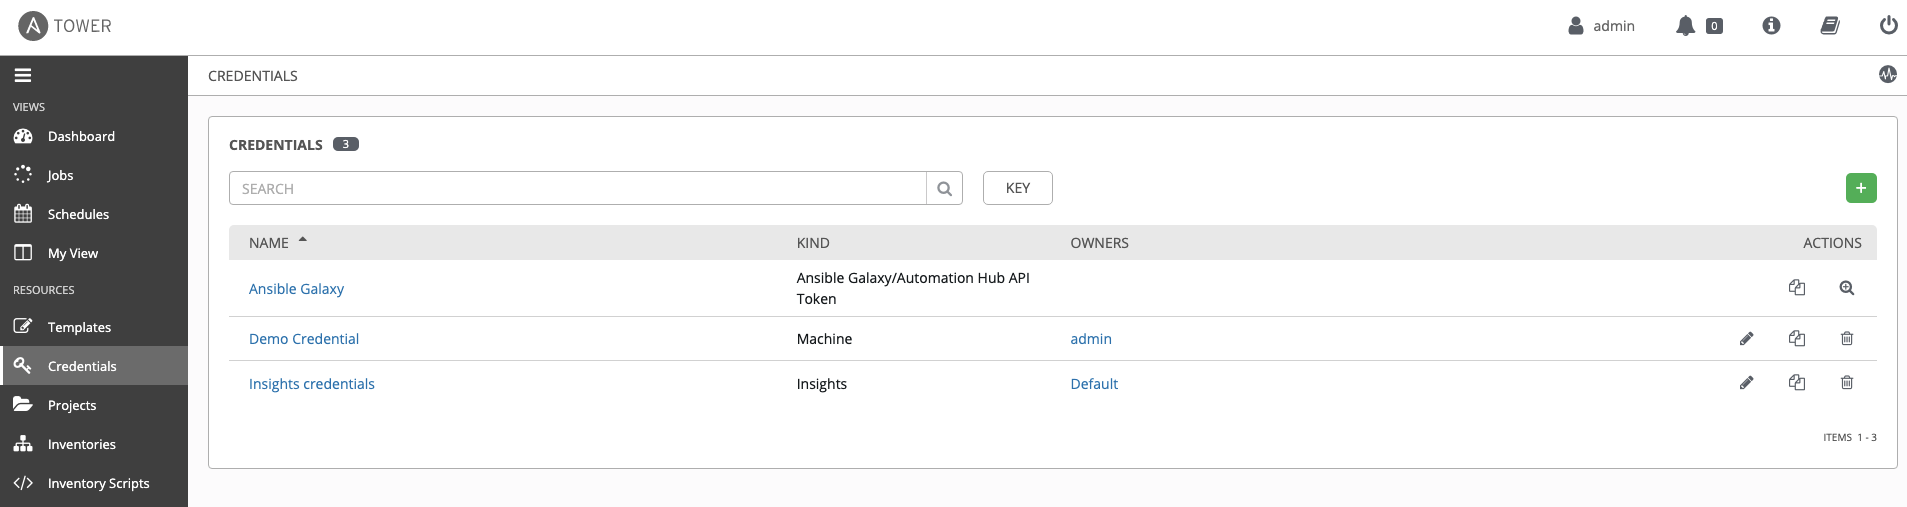 A TOWER
admin
0
CREDENTIALS
VIEWS
Dashboard
Jobs
Schedules
My View
RESOURCES
Templates
Credentials
Projects
Inventories
Inventory Scripts
CREDENTIALS 3
SEARCH
KEY
+
NAME KIND OWNERS ACTIONS
Ansible Galaxy Ansible Galaxy/Automation Hub API
Token
Demo Credential Machine admin
Insights credentials Insights Default
ITEMS 1 - 3